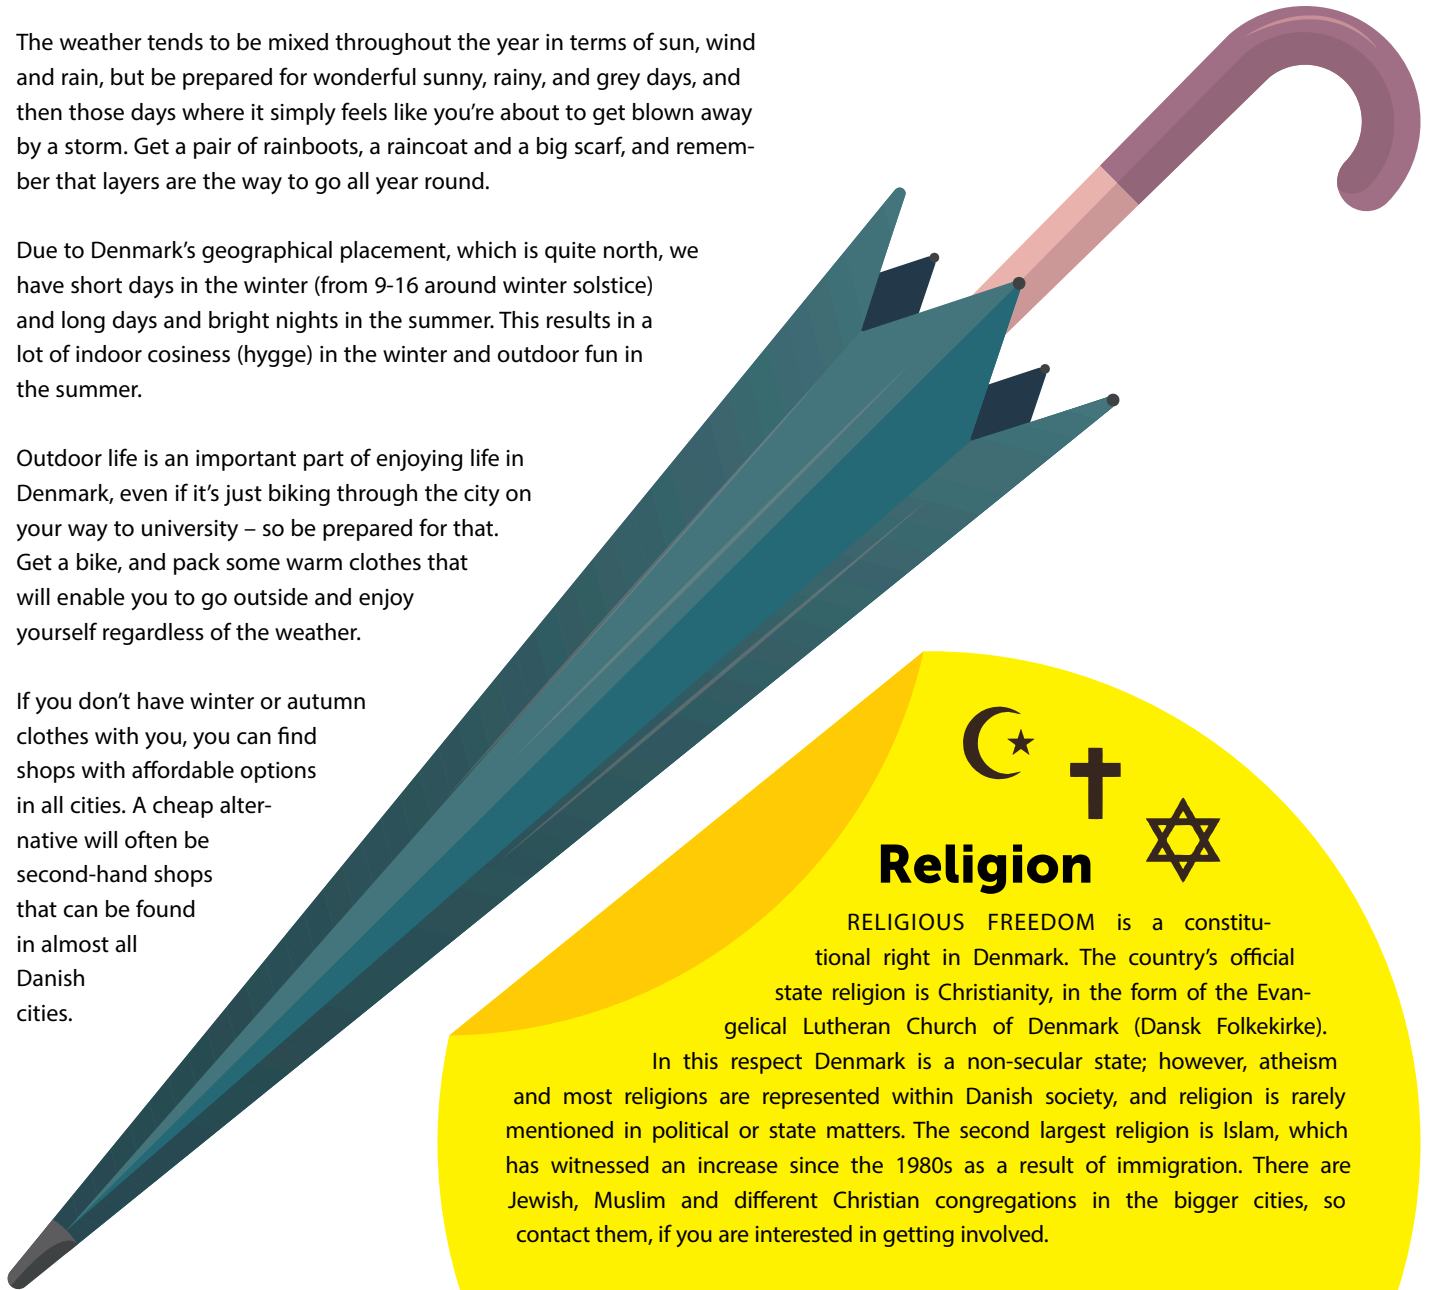 The weather tends to be mixed throughout the year in terms of sun, wind
and rain, but be prepared for wonderful sunny, rainy, and grey days, and
then those days where it simply feels like you’re about to get blown away
by a storm. Get a pair of rainboots, a raincoat and a big scarf, and remem-
ber that layers are the way to go all year round.
Due to Denmark’s geographical placement, which is quite north, we
have short days in the winter (from 9-16 around winter solstice)
and long days and bright nights in the summer. This results in a
lot of indoor cosiness (hygge) in the winter and outdoor fun in
the summer.
Outdoor life is an important part of enjoying life in
Denmark, even if it’s just biking through the city on
your way to university – so be prepared for that.
Get a bike, and pack some warm clothes that
will enable you to go outside and enjoy
yourself regardless of the weather.
If you don’t have winter or autumn
clothes with you, you can find
shops with affordable options
in all cities. A cheap alter-
native will often be
second-hand shops
that can be found
in almost all
Danish
cities.
Religion
RELIGIOUS FREEDOM is a constitu-
tional right in Denmark. The country’s official
state religion is Christianity, in the form of the Evan-
gelical Lutheran Church of Denmark (Dansk Folkekirke).
In this respect Denmark is a non-secular state; however, atheism
and most religions are represented within Danish society, and religion is rarely
mentioned in political or state matters. The second largest religion is Islam, which
has witnessed an increase since the 1980s as a result of immigration. There are
Jewish, Muslim and different Christian congregations in the bigger cities, so
contact them, if you are interested in getting involved.